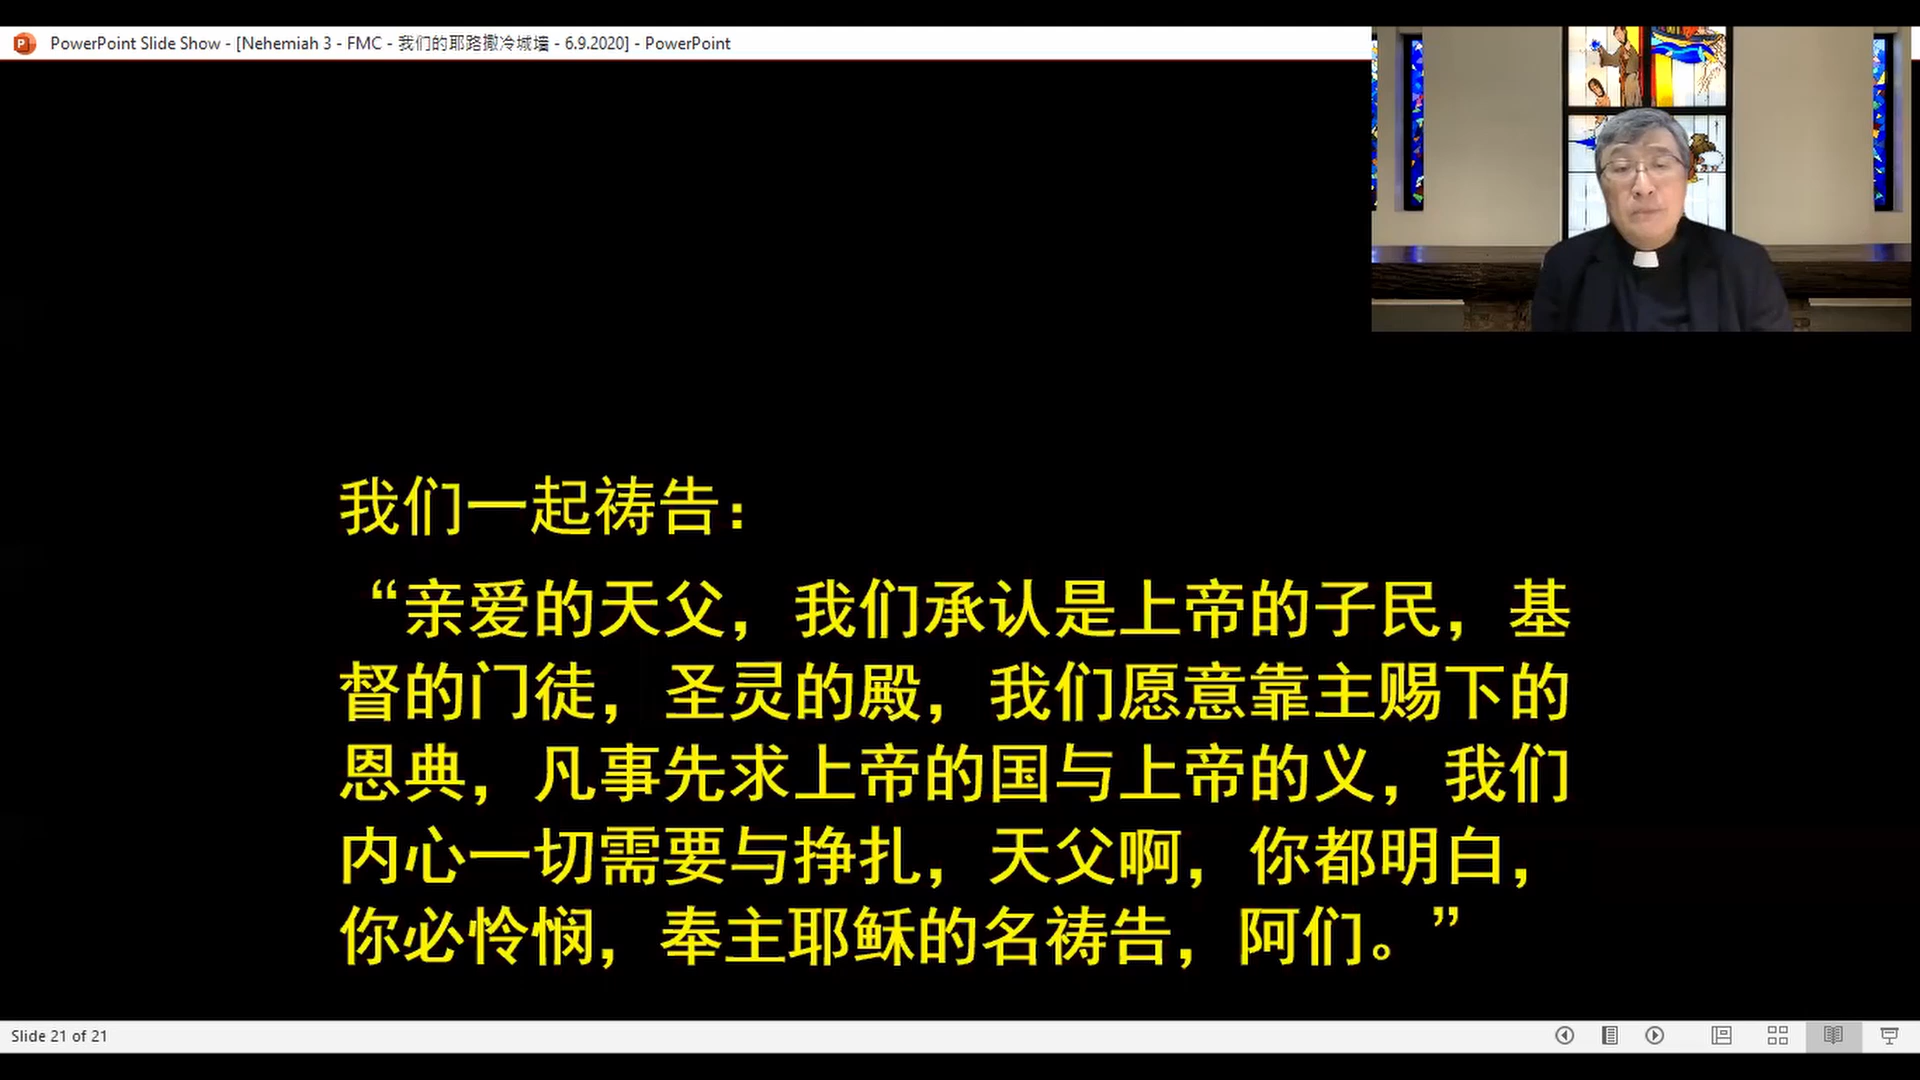 PowerPoint Slide Show - [Nehemiah 3 - FMC - 我们的耶路撒冷城墙 - 6.9.2020] - PowerPoint
我们一起祷告：
“亲爱的天父，我们承认是上帝的子民，基
督的门徒，圣灵的殿，我们愿意靠主赐下的
恩典，凡事先求上帝的国与上帝的义，我们
内心一切需要与挣扎，天父啊，你都明白，
你必怜悯，奉主耶稣的名祷告，阿们。”
Slide 21 of 21